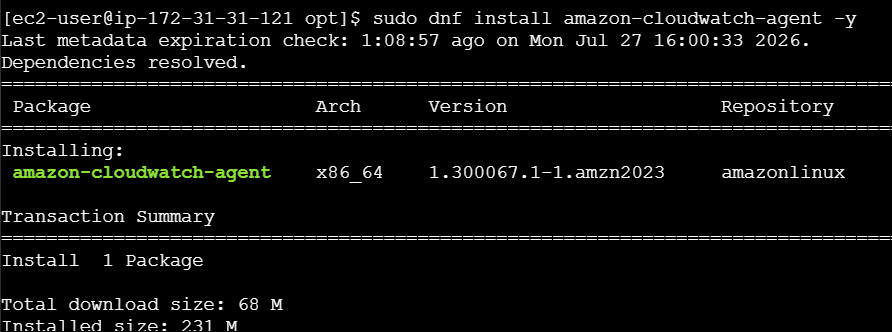 [ec2-user@ip-172-31-31-121 opt]$ sudo dnf install amazon-cloudwatch-agent -y
Last metadata expiration check: 1:08:57 ago on Mon Jul 27 16:00:33 2026.
Dependencies resolved.
================================================================================
Package Arch Version Repository
================================================================================
Installing:
amazon-cloudwatch-agent x86_64 1.300067.1-1.amzn2023 amazonlinux
Transaction Summary
================================================================================
Install 1 Package
Total download size: 68 M
Installed size: 231 M